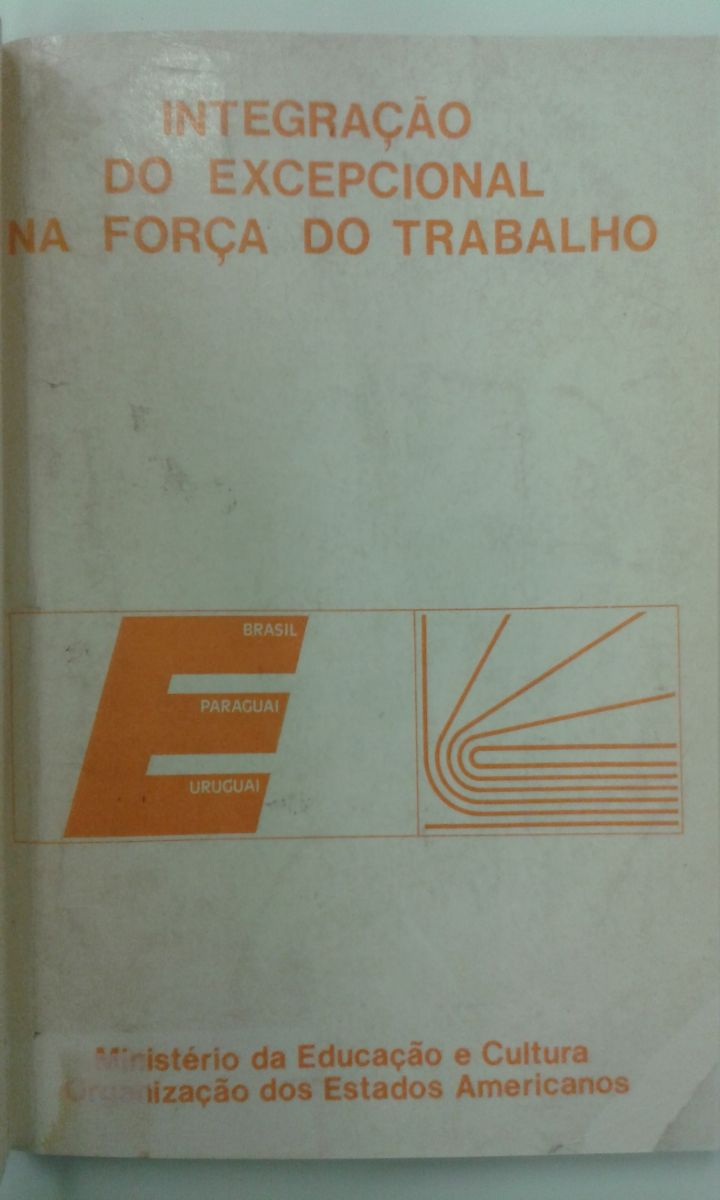 INTEGRAÇÃO
DO EXCEPCIONAL
NA FORÇA DO TRABALHO
BRASIL
PARAGUAI
URUGUAI
Ministério da Educação e Cultura
Organização dos Estados Americanos